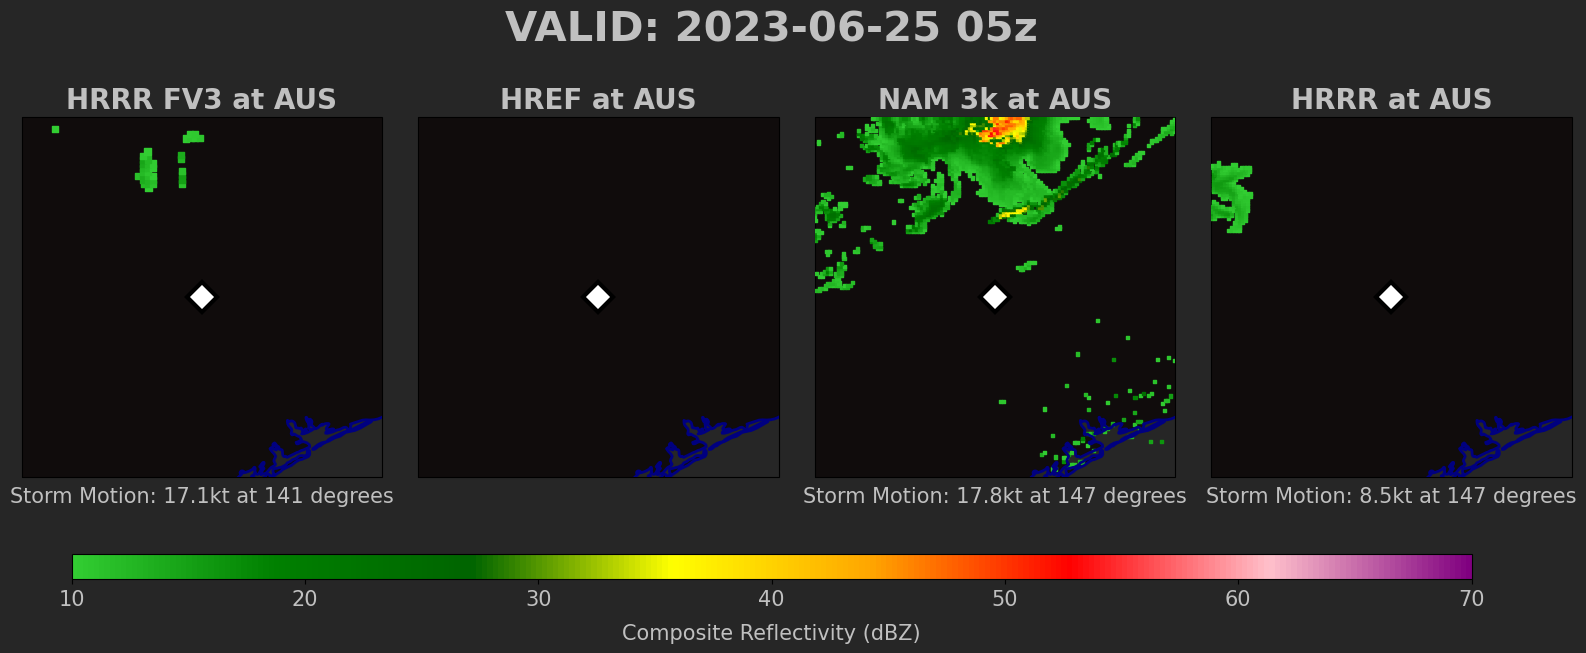 VALID: 2023-06-25 05z
HRRR FV3 at AUS
HREF at AUS
NAM 3k at AUS
HRRR at AUS
Storm Motion: 17.1kt at 141 degrees
Storm Motion: 17.8kt at 147 degrees
Storm Motion: 8.5kt at 147 degrees
10 20 30 40 50 60 70
Composite Reflectivity (dBZ)